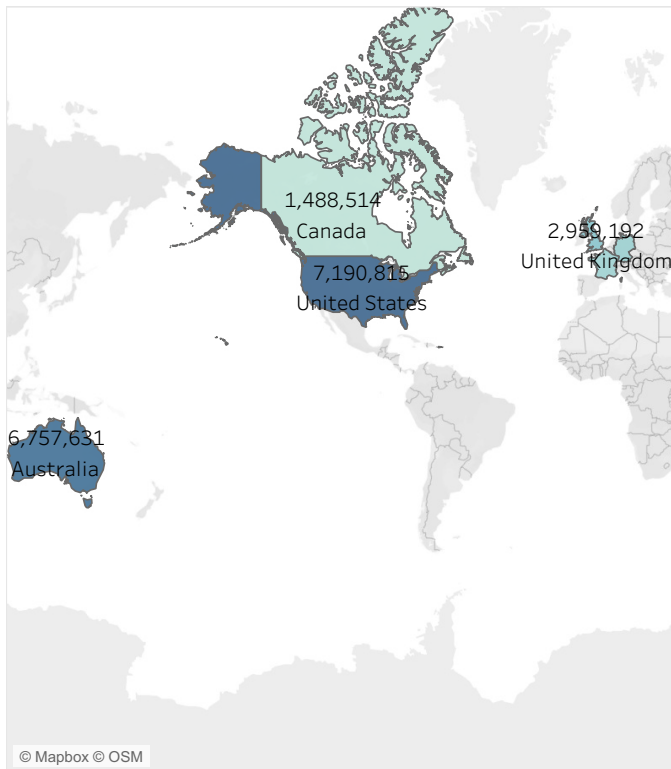 1,488,514
Canada
2,959,192
United Kingdom
7,190,815
United States
6,757,631
Australia
© Mapbox © OSM